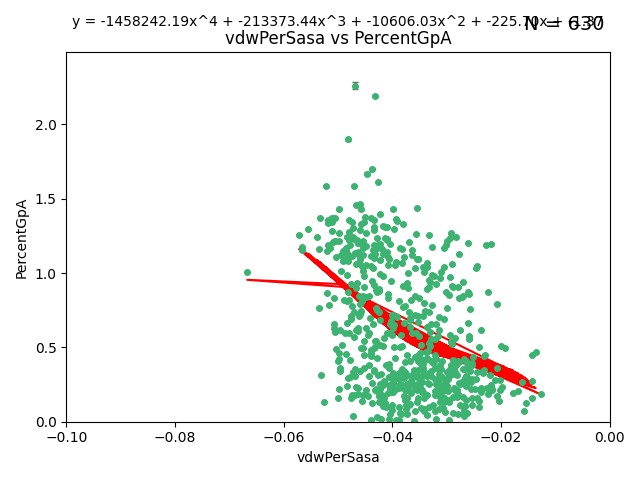 y = -1458242.19x^4 + -213373.44x^3 + -10606.03x^2 + -225.70x +
N = 630
vdwPerSasa vs PercentGpA
PercentGpA
2.0
1.5
1.0
0.5
0.0
−0.10 −0.08 −0.06 −0.04 −0.02 0.00
vdwPerSasa